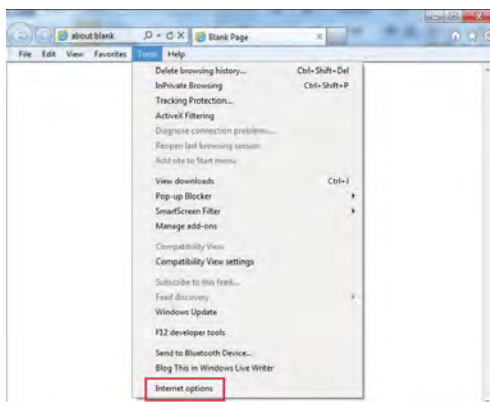 about:blank
Blank Page
File Edit View Favorites Tools Help
Delete browsing history... Ctrl+Shift+Del
InPrivate Browsing Ctrl+Shift+P
Tracking Protection...
ActiveX Filtering
Diagnose connection problems...
Reopen last browsing session
Add site to Start menu
View downloads Ctrl+J
Pop-up Blocker
SmartScreen Filter
Manage add-ons
Compatibility View
Compatibility View settings
Subscribe to this feed...
Feed discovery
Windows Update
F12 developer tools
Send to Bluetooth Device...
Blog This in Windows Live Writer
Internet options